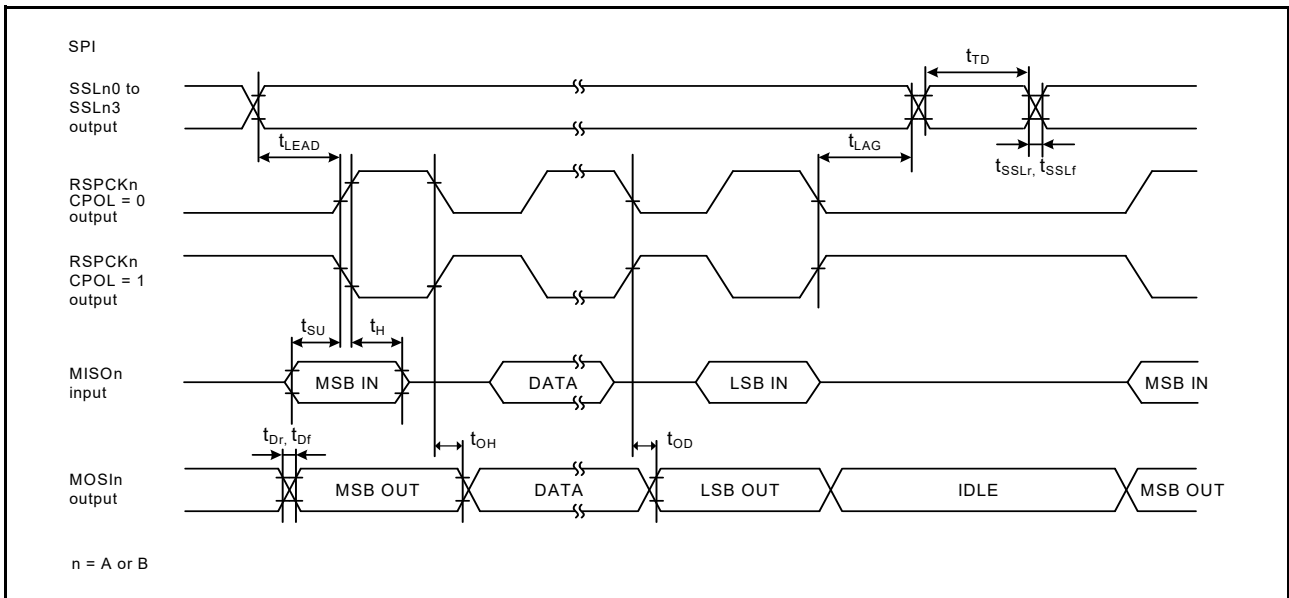 SPI
SSLn0 to
SSLn3
output
tTD
tLEAD
tLAG
tSSLr, tSSLf
RSPCKn
CPOL = 0
output
RSPCKn
CPOL = 1
output
tSU
tH
MISOn
input
MSB IN
DATA
LSB IN
MSB IN
tDr, tDf
tOH
tOD
MOSIn
output
MSB OUT
DATA
LSB OUT
IDLE
MSB OUT
n = A or B